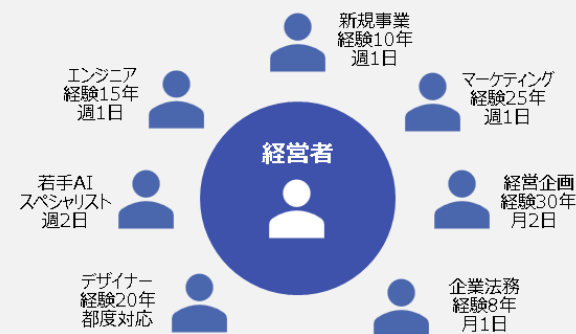 新規事業
経験10年
週1日
エンジニア
経験15年
週1日
マーケティング
経験25年
週1日
経営者
若手AI
スペシャリスト
週2日
経営企画
経験30年
月2日
デザイナー
経験20年
都度対応
企業法務
経験8年
月1日